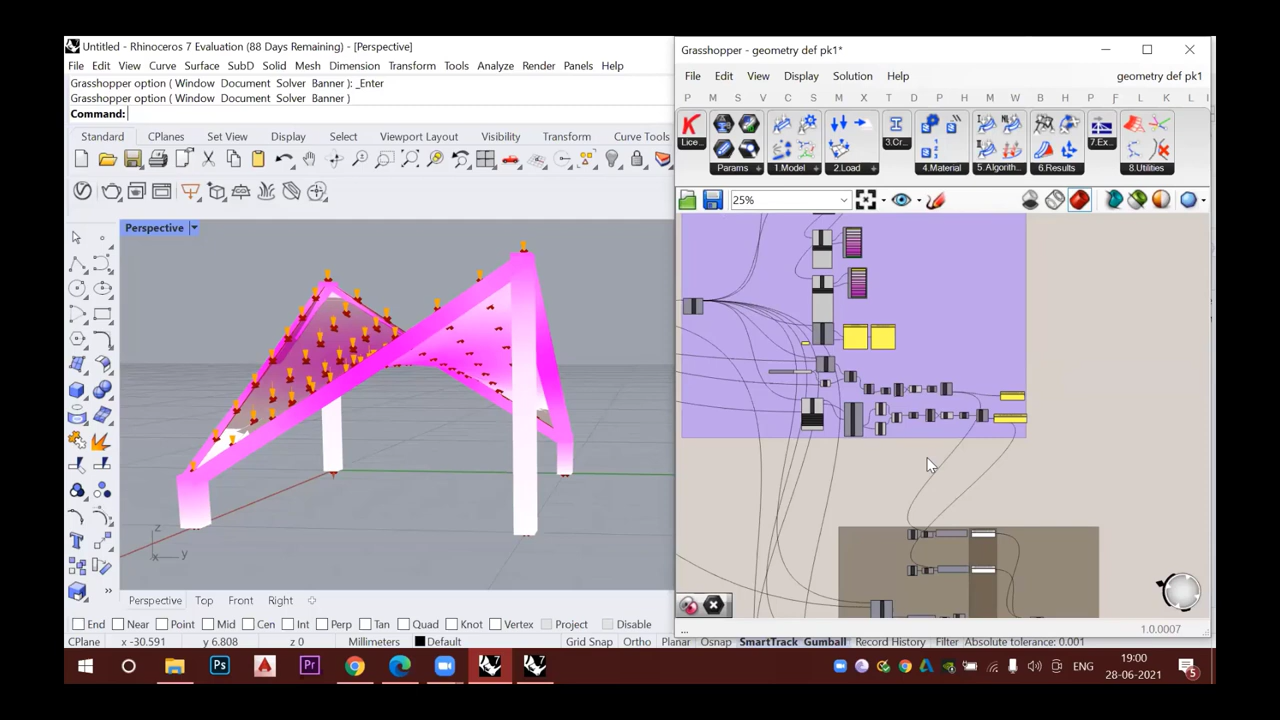 Untitled - Rhinoceros 7 Evaluation (88 Days Remaining) - [Perspective]
File Edit View Curve Surface SubD Solid Mesh Dimension Transform Tools Analyze Render Panels Help
Grasshopper option ( Window Document Solver Banner ): _Enter
Grasshopper option ( Window Document Solver Banner )
Command:
Standard CPlanes Set View Display Select Viewport Layout Visibility Transform Curve Tools
Perspective
z
x y
Perspective Top Front Right
End Near Point Mid Cen Int Perp Tan Quad Knot Vertex Project Disable
CPlane x -30.591 y 6.808 z 0 Millimeters Default Grid Snap Ortho Planar Osnap SmartTrack Gumball Record History Filter Absolute tolerance: 0.001
Grasshopper - geometry def pk1*
File Edit View Display Solution Help geometry def pk1
P M S V C S M X T D P H M W B H P F L K L
Lice... Params 1.Model 2.Load 3.Cr... 4.Material 5.Algorith... 6.Results 7.Ex... 8.Utilities
25%
... 1.0.0007
Ps Pr 7 7
ENG 19:00
28-06-2021
5